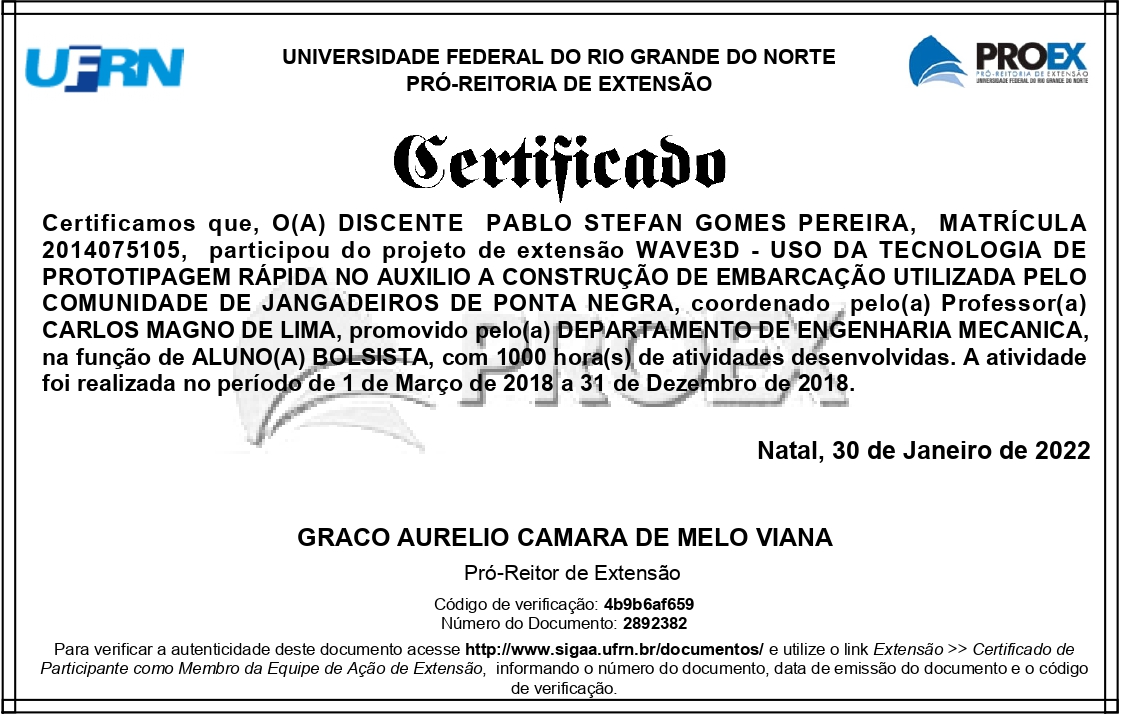 UFRN
UNIVERSIDADE FEDERAL DO RIO GRANDE DO NORTE
PRÓ-REITORIA DE EXTENSÃO
PROEX
PRÓ-REITORIA DE EXTENSÃO
UNIVERSIDADE FEDERAL DO RIO GRANDE DO NORTE
Certificado
Certificamos que, O(A) DISCENTE PABLO STEFAN GOMES PEREIRA, MATRÍCULA
2014075105, participou do projeto de extensão WAVE3D - USO DA TECNOLOGIA DE
PROTOTIPAGEM RÁPIDA NO AUXILIO A CONSTRUÇÃO DE EMBARCAÇÃO UTILIZADA PELO
COMUNIDADE DE JANGADEIROS DE PONTA NEGRA, coordenado pelo(a) Professor(a)
CARLOS MAGNO DE LIMA, promovido pelo(a) DEPARTAMENTO DE ENGENHARIA MECANICA,
na função de ALUNO(A) BOLSISTA, com 1000 hora(s) de atividades desenvolvidas. A atividade
foi realizada no período de 1 de Março de 2018 a 31 de Dezembro de 2018.
PROEX
Natal, 30 de Janeiro de 2022
GRACO AURELIO CAMARA DE MELO VIANA
Pró-Reitor de Extensão
Código de verificação: 4b9b6af659
Número do Documento: 2892382
Para verificar a autenticidade deste documento acesse http://www.sigaa.ufrn.br/documentos/ e utilize o link Extensão >> Certificado de
Participante como Membro da Equipe de Ação de Extensão, informando o número do documento, data de emissão do documento e o código
de verificação.